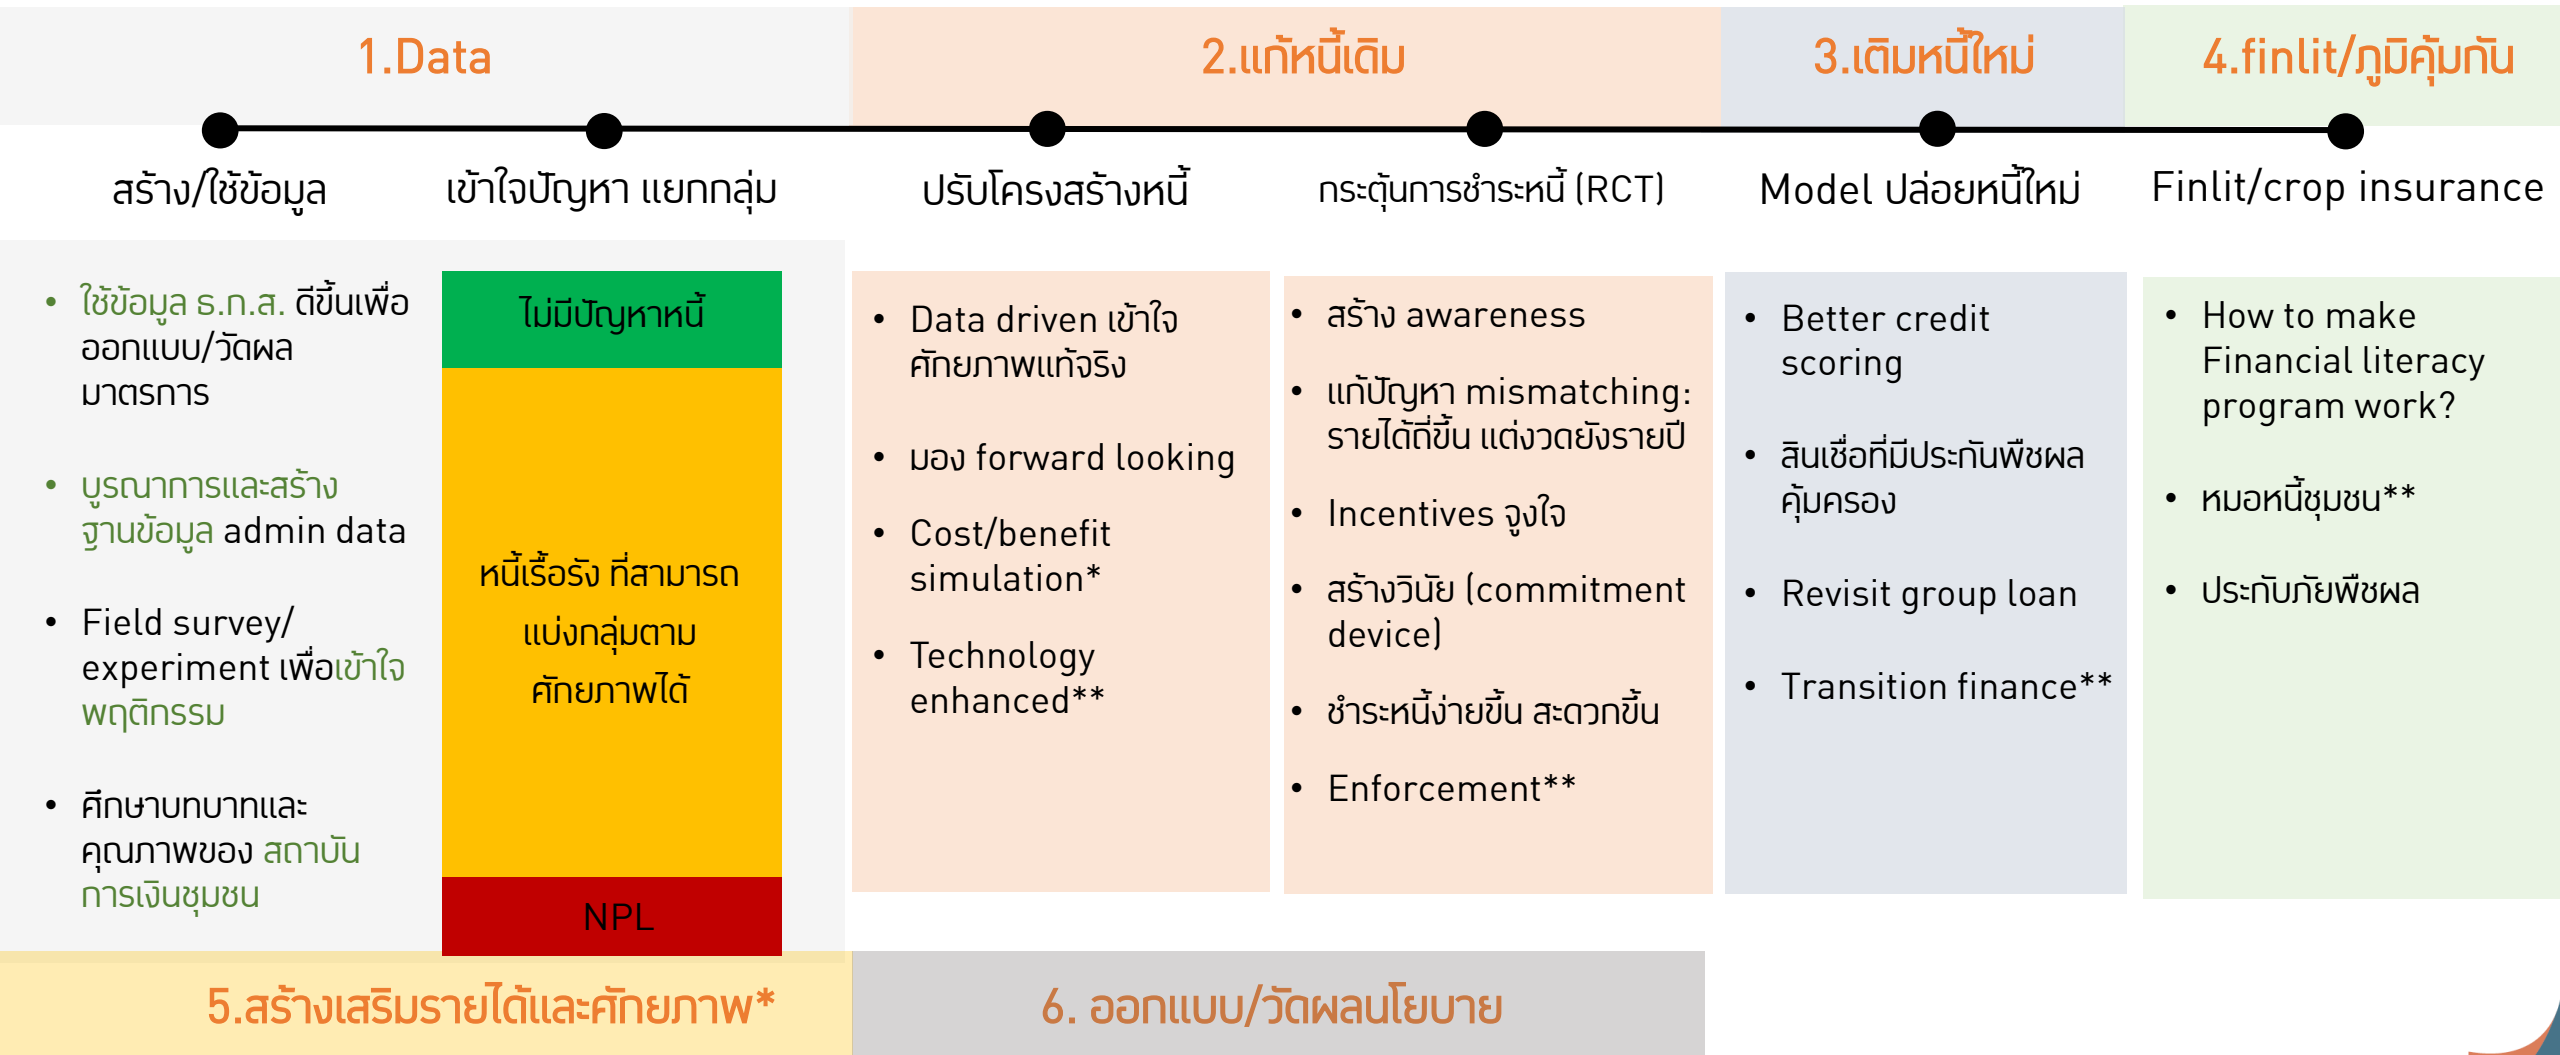 1.Data
2.แก้หนี้เดิม
3.เติมหนี้ใหม่
4.finlit/ภูมิคุ้มกัน
สร้าง/ใช้ข้อมูล
เข้าใจปัญหา แยกกลุ่ม
ปรับโครงสร้างหนี้
กระตุ้นการชำระหนี้ (RCT)
Model ปล่อยหนี้ใหม่
Finlit/crop insurance
• ใช้ข้อมูล ธ.ก.ส. ดีขึ้นเพื่อ
ออกแบบ/วัดผล
มาตรการ
• บูรณาการและสร้าง
ฐานข้อมูล admin data
• Field survey/
experiment เพื่อเข้าใจ
พฤติกรรม
• ศึกษาบทบาทและ
คุณภาพของ สถาบัน
การเงินชุมชน
ไม่มีปัญหาหนี้
หนี้เรื้อรัง ที่สามารถ
แบ่งกลุ่มตาม
ศักยภาพได้
NPL
• Data driven เข้าใจ
ศักยภาพแท้จริง
• มอง forward looking
• Cost/benefit
simulation*
• Technology
enhanced**
• สร้าง awareness
• แก้ปัญหา mismatching:
รายได้ถี่ขึ้น แต่งวดยังรายปี
• Incentives จูงใจ
• สร้างวินัย (commitment
device)
• ชำระหนี้ง่ายขึ้น สะดวกขึ้น
• Enforcement**
• Better credit
scoring
• สินเชื่อที่มีประกันพืชผล
คุ้มครอง
• Revisit group loan
• Transition finance**
• How to make
Financial literacy
program work?
• หมอหนี้ชุมชน**
• ประกับภัยพืชผล
5.สร้างเสริมรายได้และศักยภาพ*
6. ออกแบบ/วัดผลนโยบาย